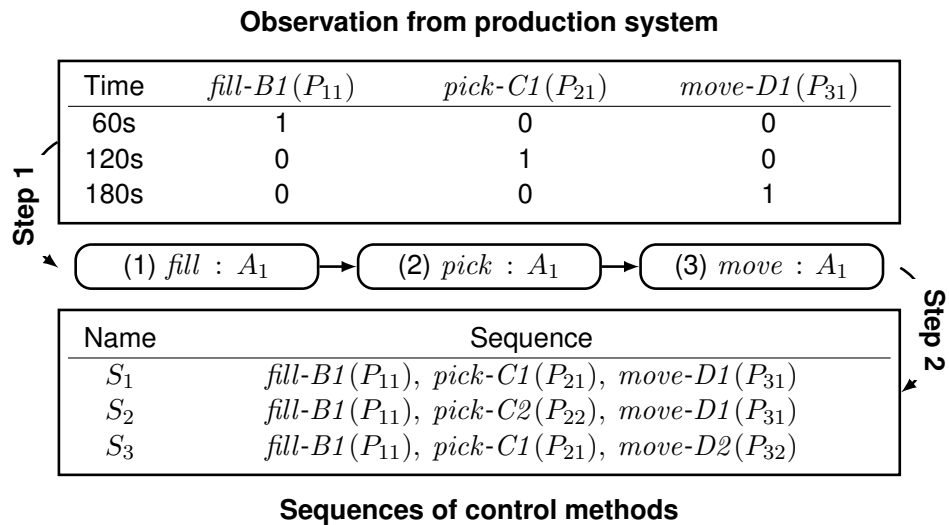 Observation from production system
Time fill-B1(P₁₁) pick-C1(P₂₁) move-D1(P₃₁)
60s 1 0 0
120s 0 1 0
180s 0 0 1
Step 1
(1) fill : A₁ (2) pick : A₁ (3) move : A₁
Step 2
Name Sequence
S₁ fill-B1(P₁₁), pick-C1(P₂₁), move-D1(P₃₁)
S₂ fill-B1(P₁₁), pick-C2(P₂₂), move-D1(P₃₁)
S₃ fill-B1(P₁₁), pick-C1(P₂₁), move-D2(P₃₂)
Sequences of control methods